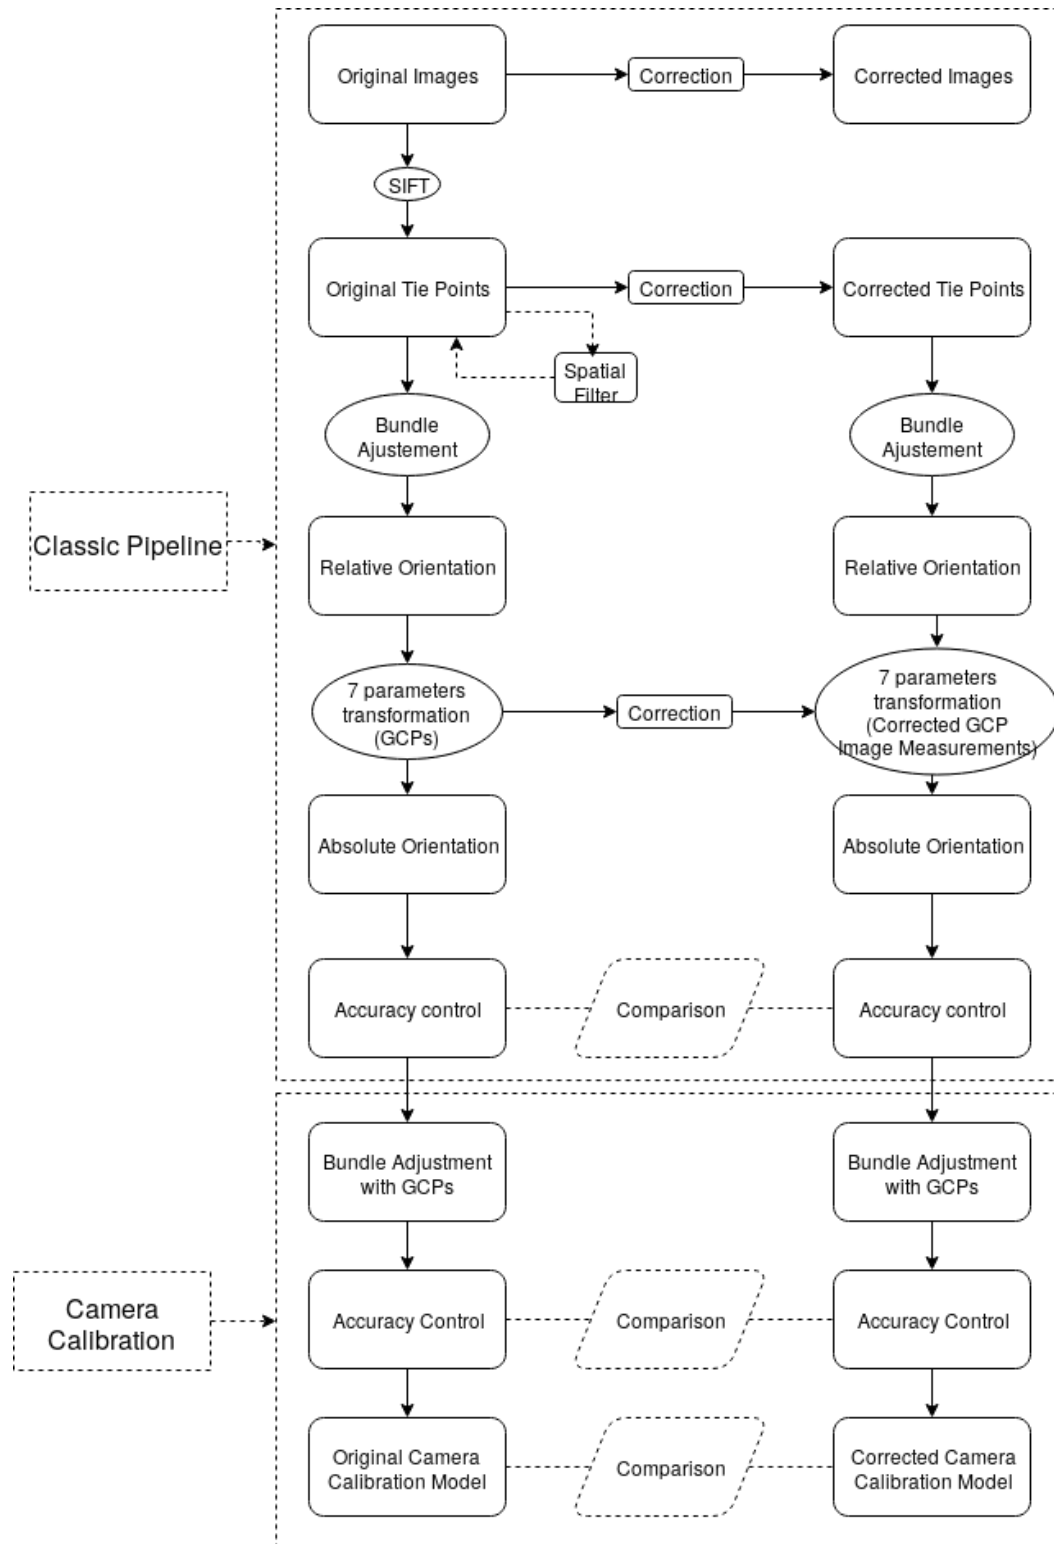 Original Images
Correction
Corrected Images
SIFT
Original Tie Points
Correction
Corrected Tie Points
Spatial
Filter
Bundle
Ajustement
Bundle
Ajustement
Classic Pipeline
Relative Orientation
Relative Orientation
7 parameters
transformation
(GCPs)
Correction
7 parameters
transformation
(Corrected GCP
Image Measurements)
Absolute Orientation
Absolute Orientation
Accuracy control
Comparison
Accuracy control
Bundle Adjustment
with GCPs
Bundle Adjustment
with GCPs
Camera
Calibration
Accuracy Control
Comparison
Accuracy Control
Original Camera
Calibration Model
Comparison
Corrected Camera
Calibration Model